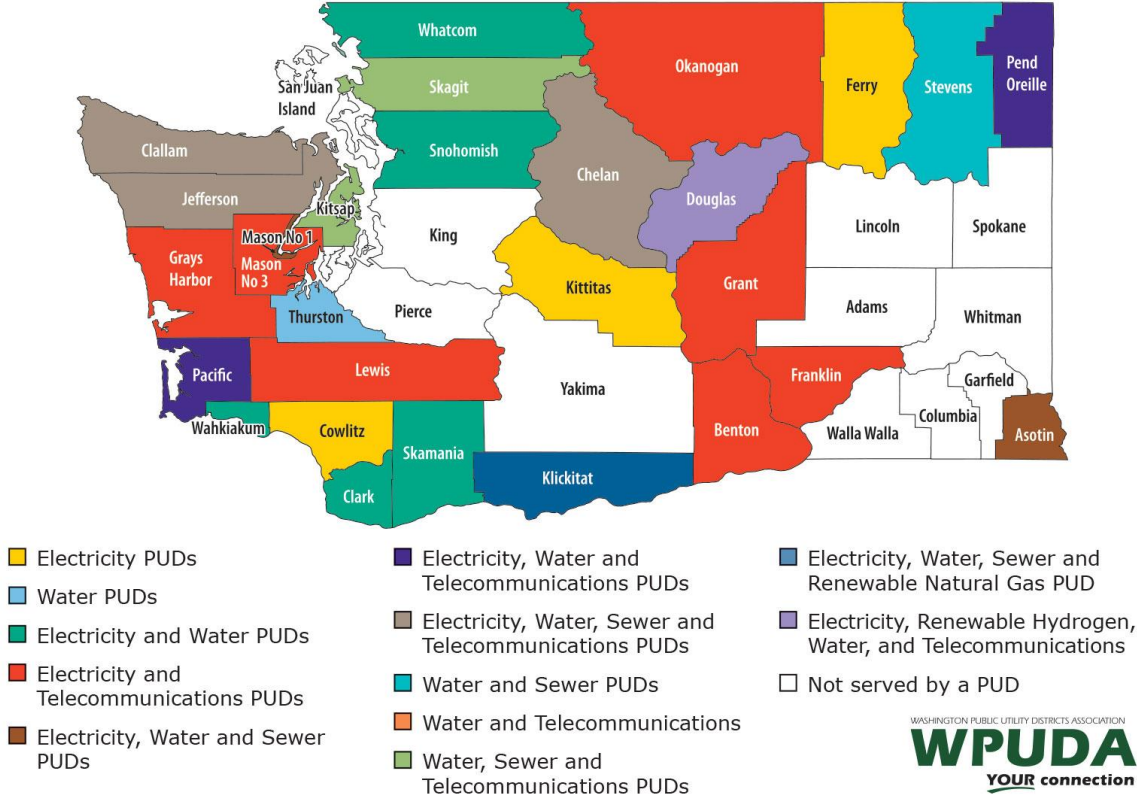 Whatcom
San Juan
Island
Skagit
Okanogan
Ferry
Stevens
Pend
Oreille
Clallam
Snohomish
Jefferson
Chelan
Kitsap
Douglas
Mason No 1
King
Lincoln
Spokane
Grays
Harbor
Mason
No 3
Kittitas
Grant
Thurston
Pierce
Adams
Whitman
Pacific
Lewis
Yakima
Franklin
Garfield
Wahkiakum
Cowlitz
Columbia
Benton
Walla Walla
Asotin
Skamania
Klickitat
Clark
Electricity PUDs
Water PUDs
Electricity and Water PUDs
Electricity and
Telecommunications PUDs
Electricity, Water and Sewer
PUDs
Electricity, Water and
Telecommunications PUDs
Electricity, Water, Sewer and
Telecommunications PUDs
Water and Sewer PUDs
Water and Telecommunications
Water, Sewer and
Telecommunications PUDs
Electricity, Water, Sewer and
Renewable Natural Gas PUD
Electricity, Renewable Hydrogen,
Water, and Telecommunications
Not served by a PUD
WASHINGTON PUBLIC UTILITY DISTRICTS ASSOCIATION
WPUDA
YOUR connection